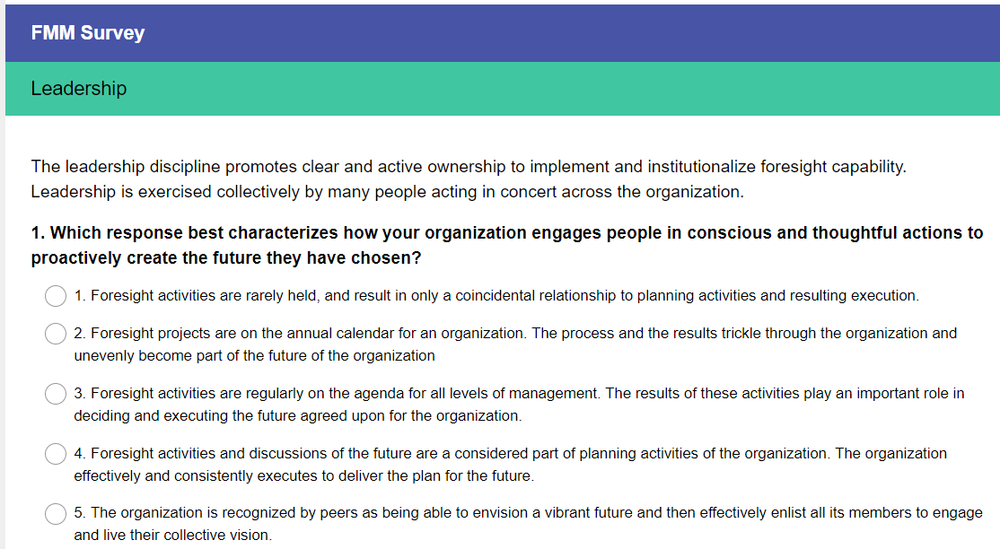 FMM Survey
Leadership
The leadership discipline promotes clear and active ownership to implement and institutionalize foresight capability.
Leadership is exercised collectively by many people acting in concert across the organization.
1. Which response best characterizes how your organization engages people in conscious and thoughtful actions to
proactively create the future they have chosen?
1. Foresight activities are rarely held, and result in only a coincidental relationship to planning activities and resulting execution.
2. Foresight projects are on the annual calendar for an organization. The process and the results trickle through the organization and
unevenly become part of the future of the organization
3. Foresight activities are regularly on the agenda for all levels of management. The results of these activities play an important role in
deciding and executing the future agreed upon for the organization.
4. Foresight activities and discussions of the future are a considered part of planning activities of the organization. The organization
effectively and consistently executes to deliver the plan for the future.
5. The organization is recognized by peers as being able to envision a vibrant future and then effectively enlist all its members to engage
and live their collective vision.